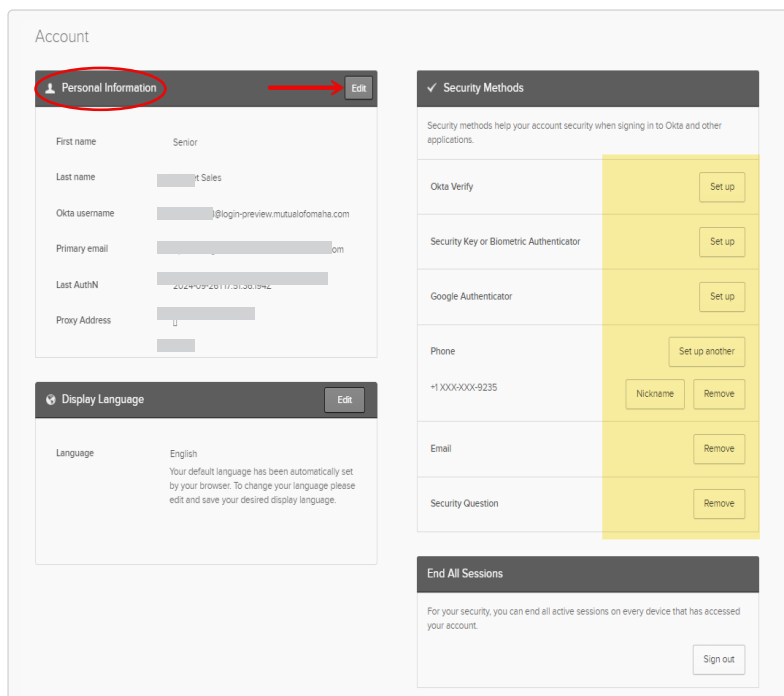 Account
Personal Information
Edit
First name
Senior
Last name
t Sales
Okta username
@login-preview.mutualofomaha.com
Primary email
om
Last AuthN
Proxy Address
Display Language
Edit
Language
English
Your default language has been automatically set
by your browser. To change your language please
edit and save your desired display language.
Security Methods
Security methods help your account security when signing in to Okta and other
applications.
Okta Verify
Set up
Security Key or Biometric Authenticator
Set up
Google Authenticator
Set up
Phone
Set up another
+1 XXX-XXX-9235
Nickname
Remove
Email
Remove
Security Question
Remove
End All Sessions
For your security, you can end all active sessions on every device that has accessed
your account.
Sign out